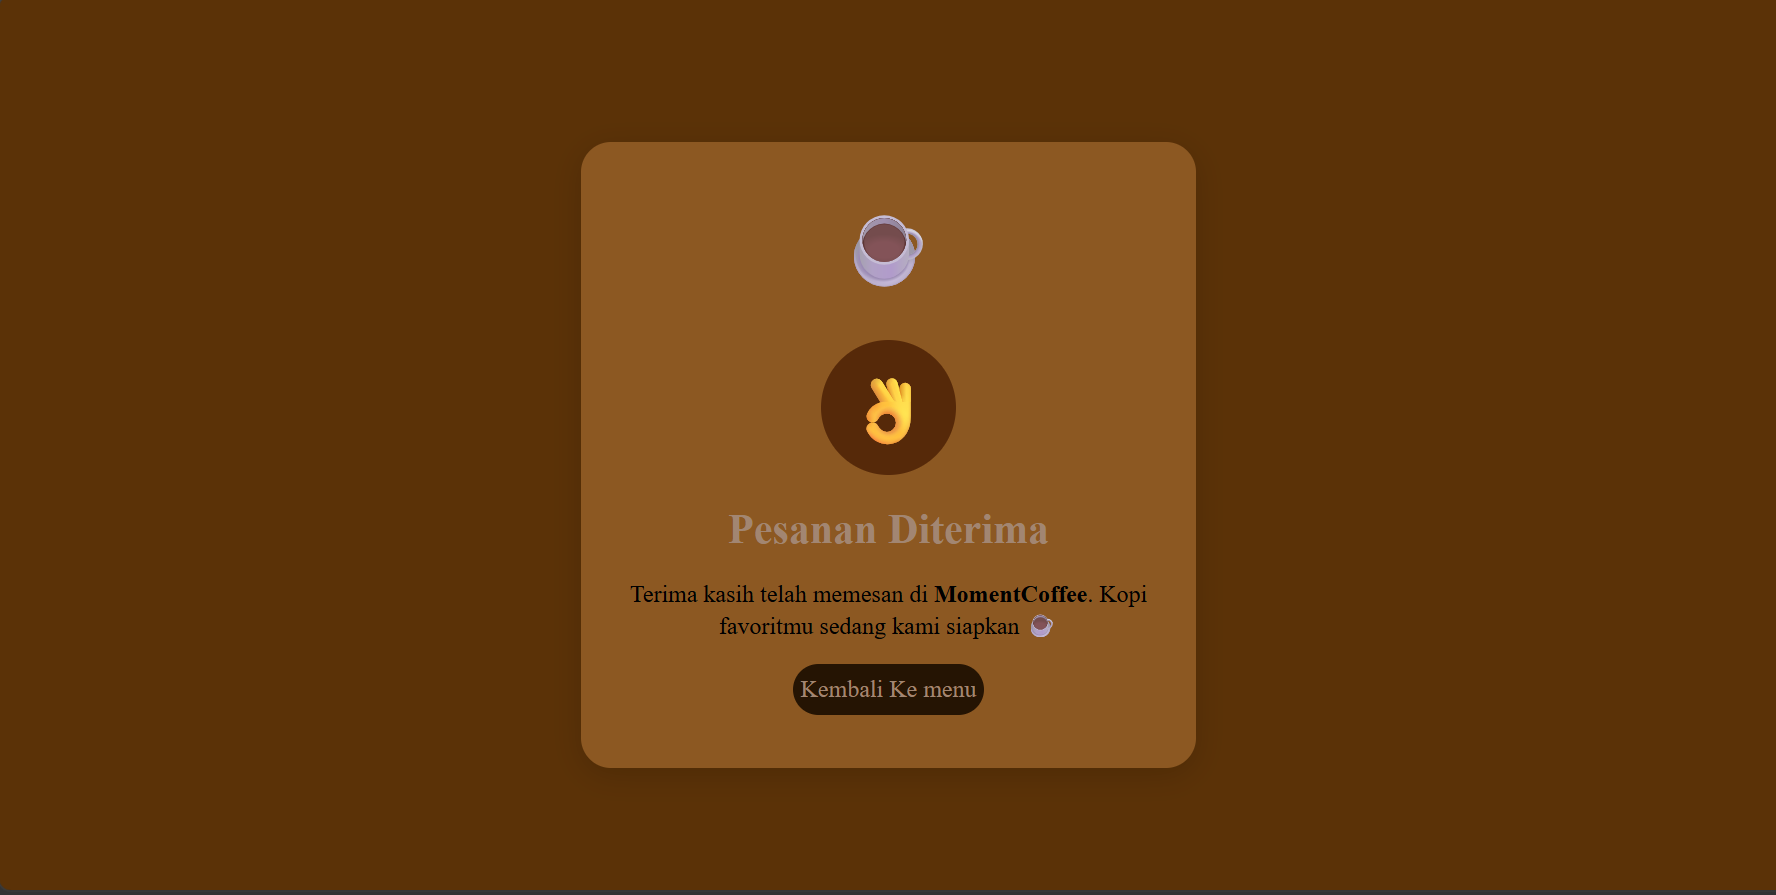 Pesanan Diterima
Terima kasih telah memesan di MomentCoffee. Kopi
favoritmu sedang kami siapkan ☕
Kembali Ke menu